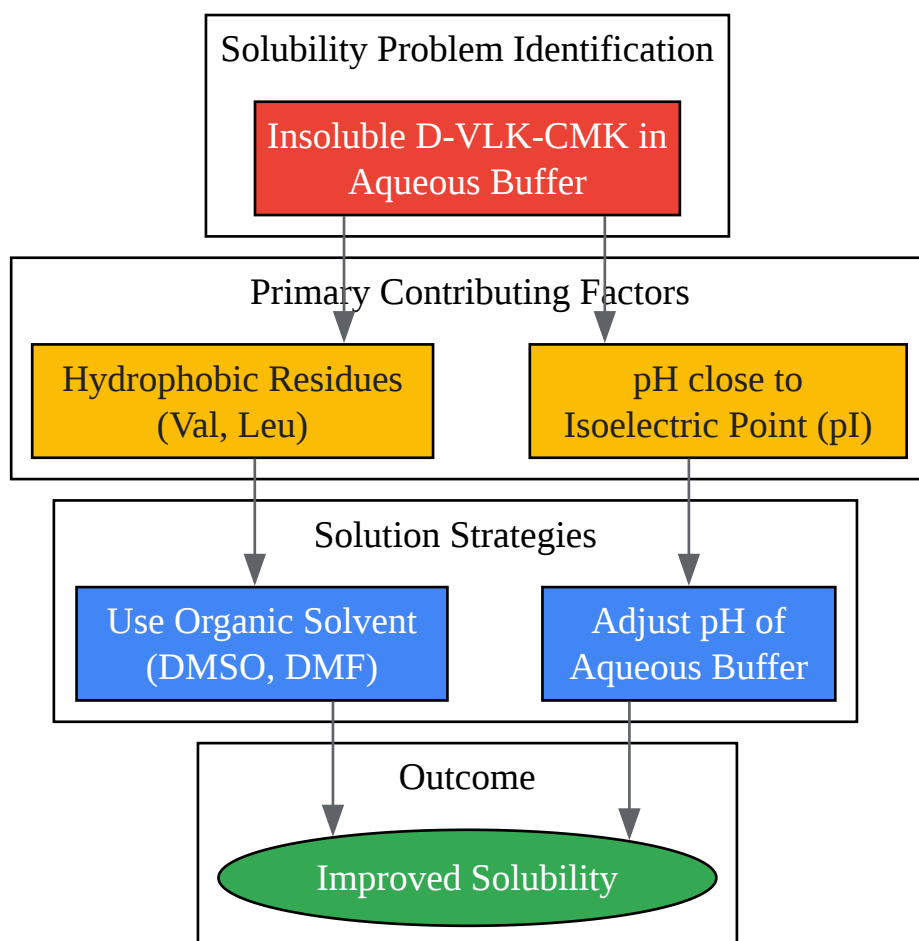 Solubility Problem Identification
Insoluble D-VLK-CMK in
Aqueous Buffer
Primary Contributing Factors
Hydrophobic Residues
(Val, Leu)
pH close to
Isoelectric Point (pI)
Solution Strategies
Use Organic Solvent
(DMSO, DMF)
Adjust pH of
Aqueous Buffer
Outcome
Improved Solubility